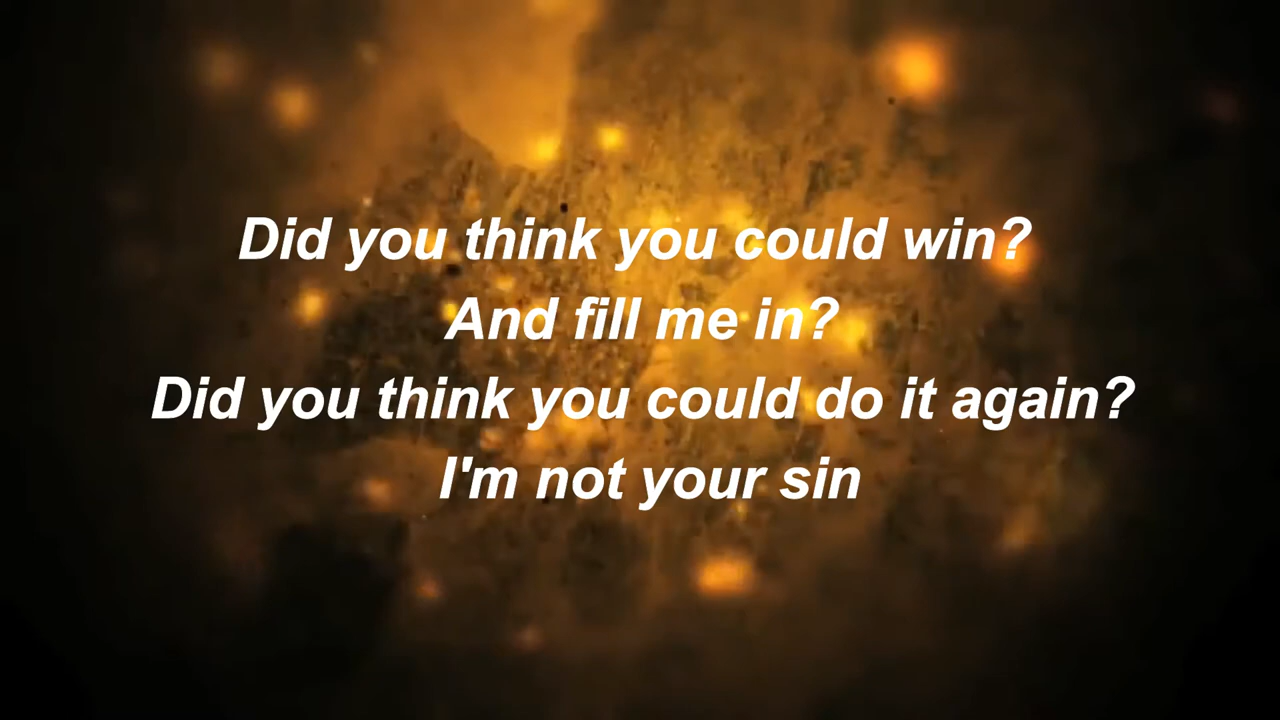 Did you think you could win?
And fill me in?
Did you think you could do it again?
I'm not your sin